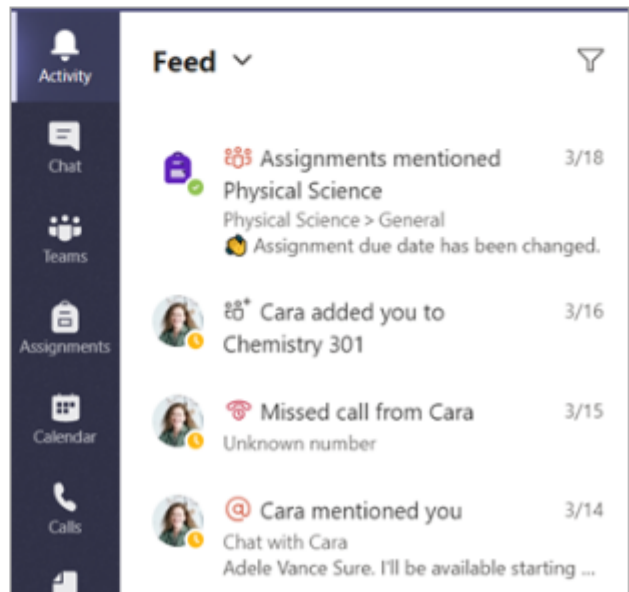 Activity
Chat
Teams
Assignments
Calendar
Calls
Feed
Assignments mentioned 3/18
Physical Science
Physical Science > General
Assignment due date has been changed.
Cara added you to 3/16
Chemistry 301
Missed call from Cara 3/15
Unknown number
@ Cara mentioned you 3/14
Chat with Cara
Adele Vance Sure. I'll be available starting ...